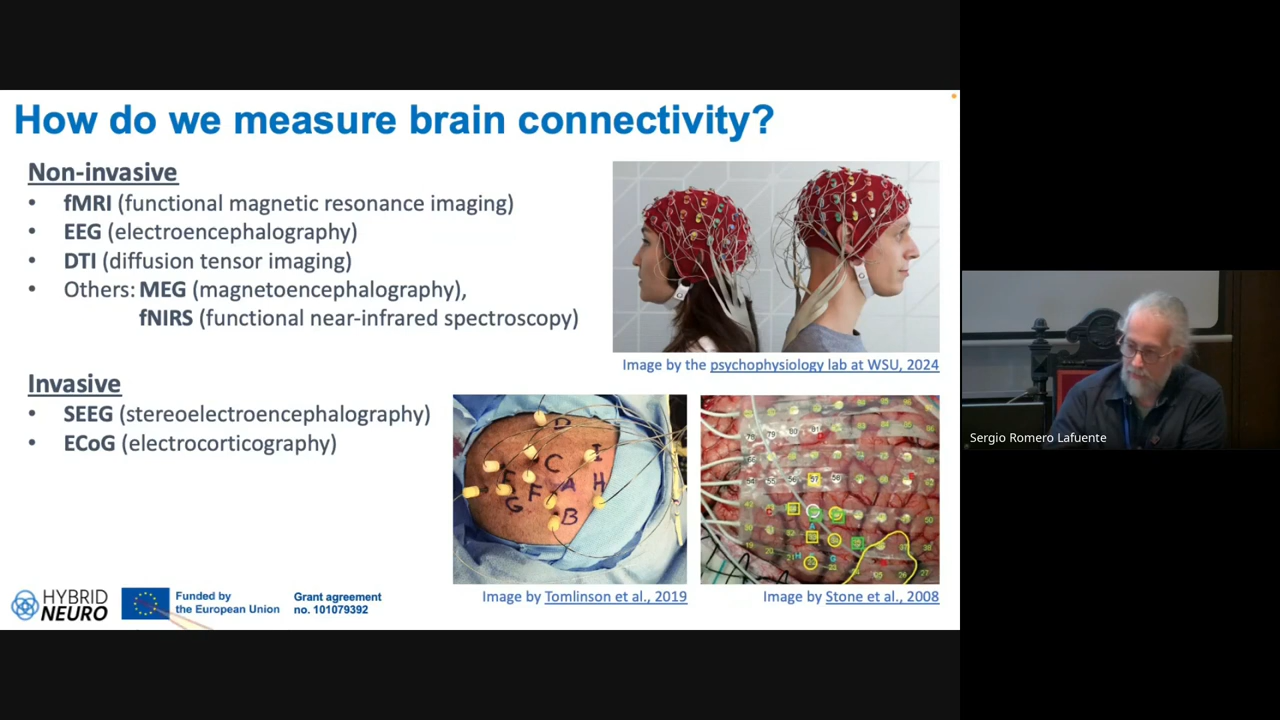 How do we measure brain connectivity?
Non-invasive
• fMRI (functional magnetic resonance imaging)
• EEG (electroencephalography)
• DTI (diffusion tensor imaging)
• Others: MEG (magnetoencephalography),
fNIRS (functional near-infrared spectroscopy)
Image by the psychophysiology lab at WSU, 2024
Invasive
• SEEG (stereoelectroencephalography)
• ECoG (electrocorticography)
D
I
C
E
A
H
F
G
B
Image by Tomlinson et al., 2019
Image by Stone et al., 2008
HYBRID
NEURO
Funded by
the European Union
Grant agreement
no. 101079392
Sergio Romero Lafuente